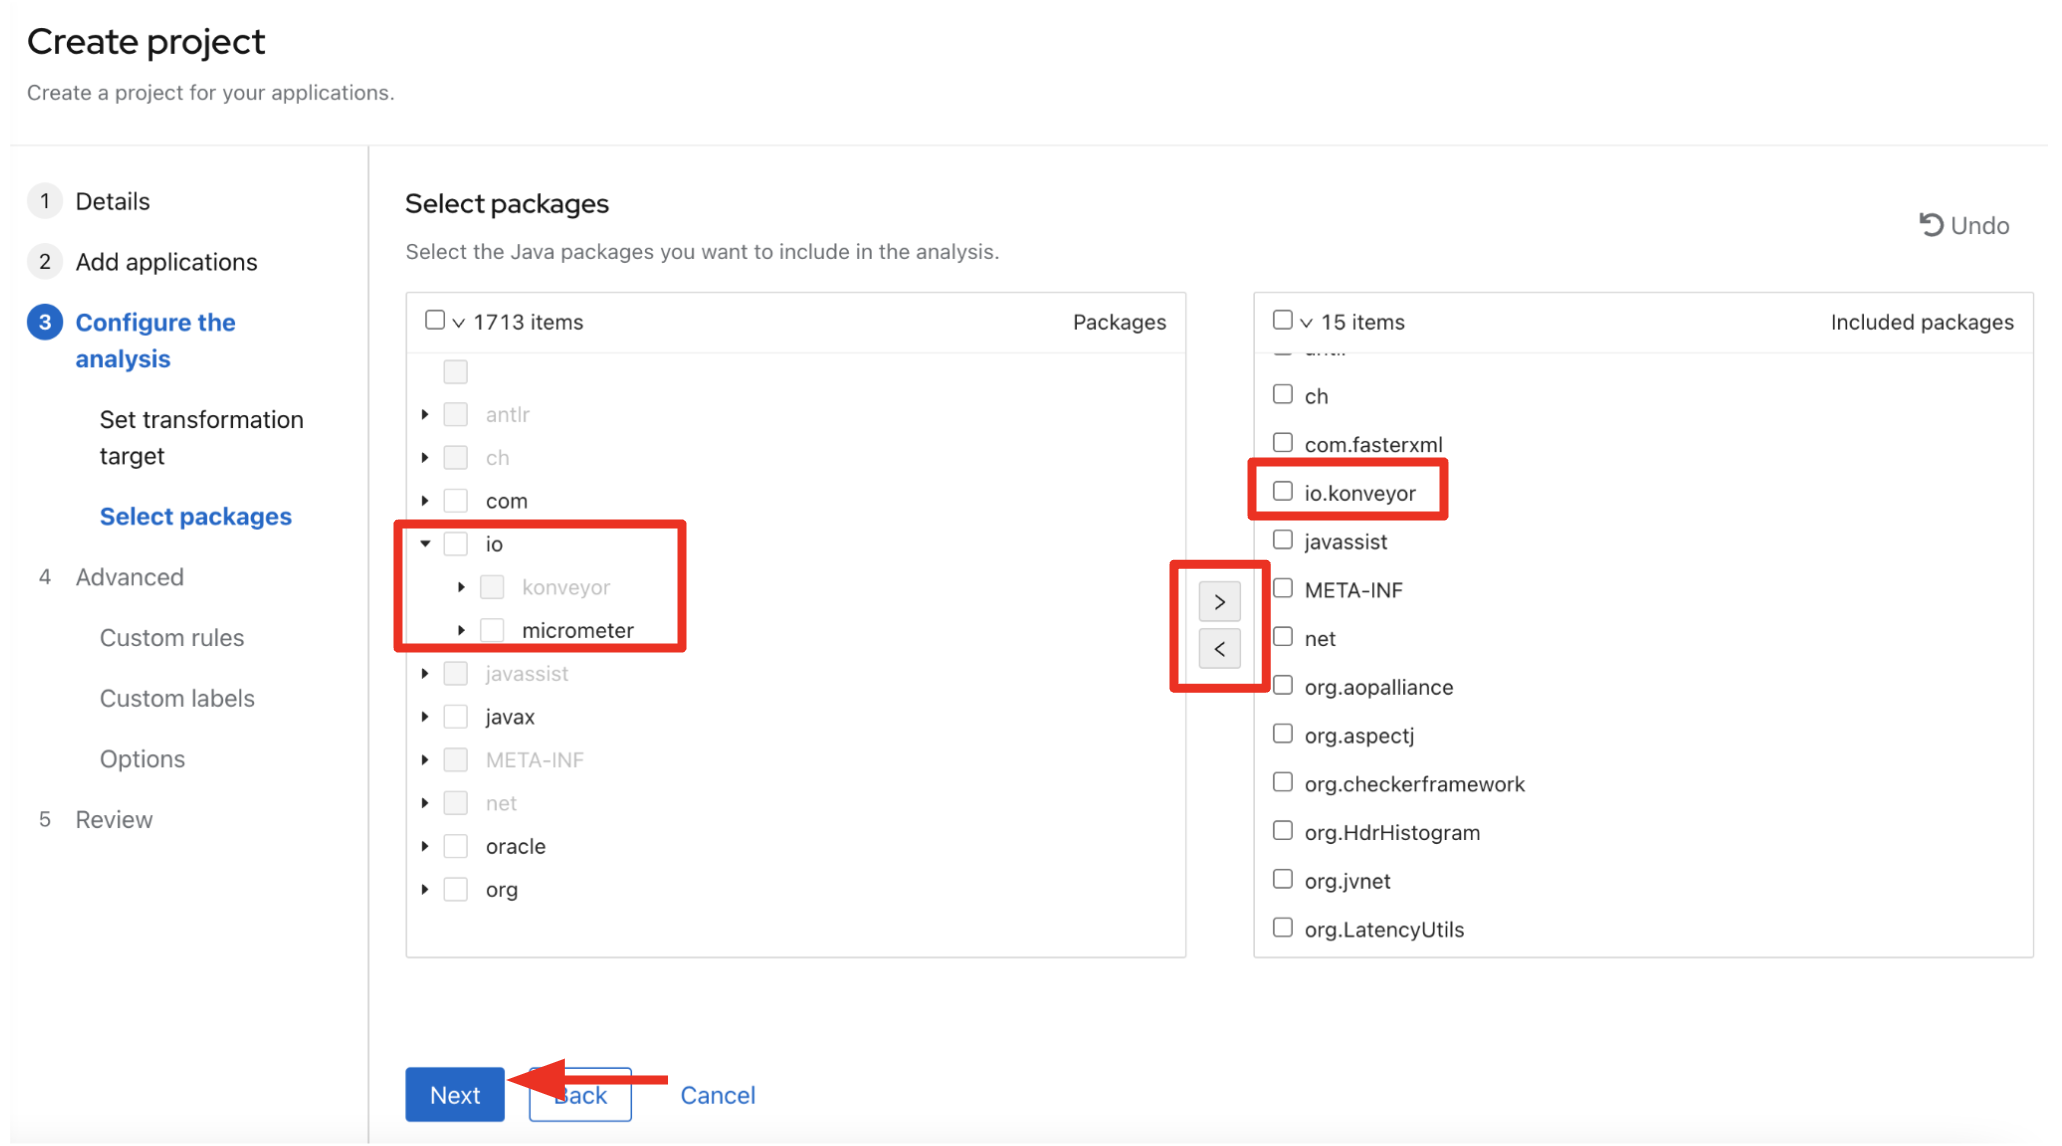 Create project
Create a project for your applications.
1 Details
2 Add applications
3 Configure the
analysis
Set transformation
target
Select packages
4 Advanced
Custom rules
Custom labels
Options
5 Review
Select packages
Undo
Select the Java packages you want to include in the analysis.
1713 items Packages
antlr
ch
com
io
konveyor
micrometer
javassist
javax
META-INF
net
oracle
org
>
<
15 items Included packages
ch
com.fasterxml
io.konveyor
javassist
META-INF
net
org.aopalliance
org.aspectj
org.checkerframework
org.HdrHistogram
org.jvnet
org.LatencyUtils
Next Back Cancel